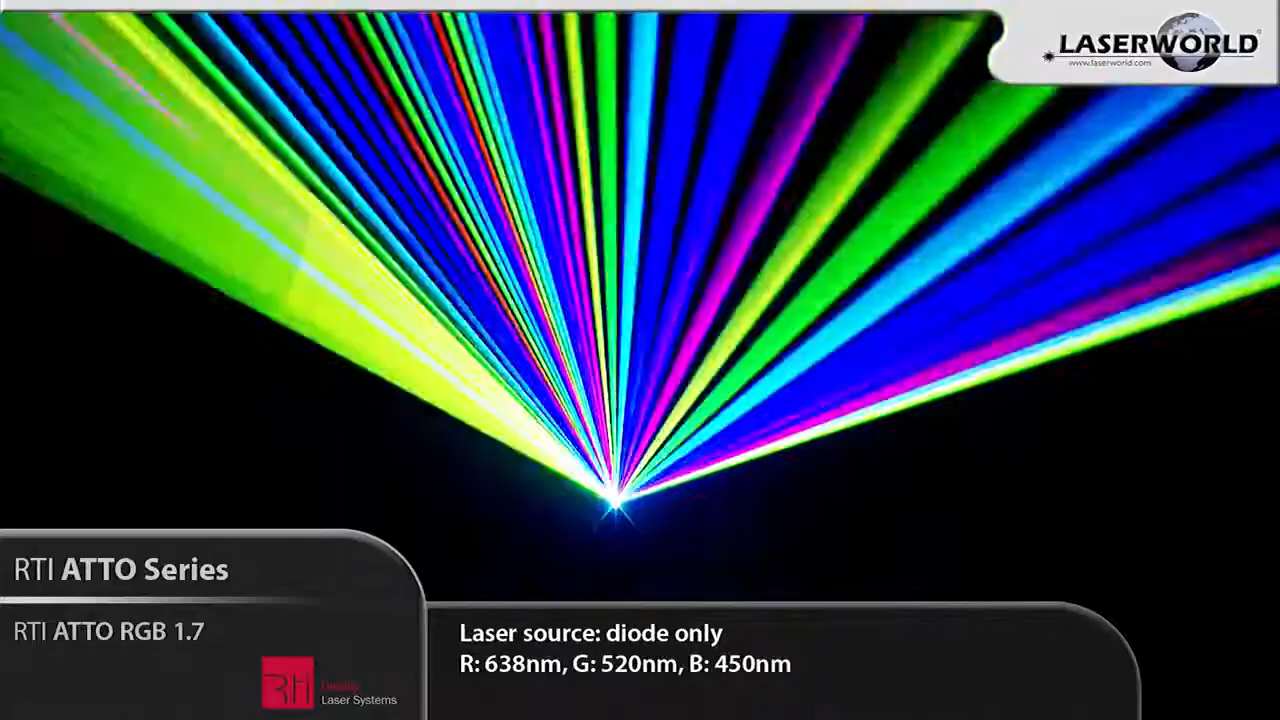 LASERWORLD
www.laserworld.com
RTI ATTO Series
RTI ATTO RGB 1.7
Laser source: diode only
R: 638nm, G: 520nm, B: 450nm
RTI
Laser Systems